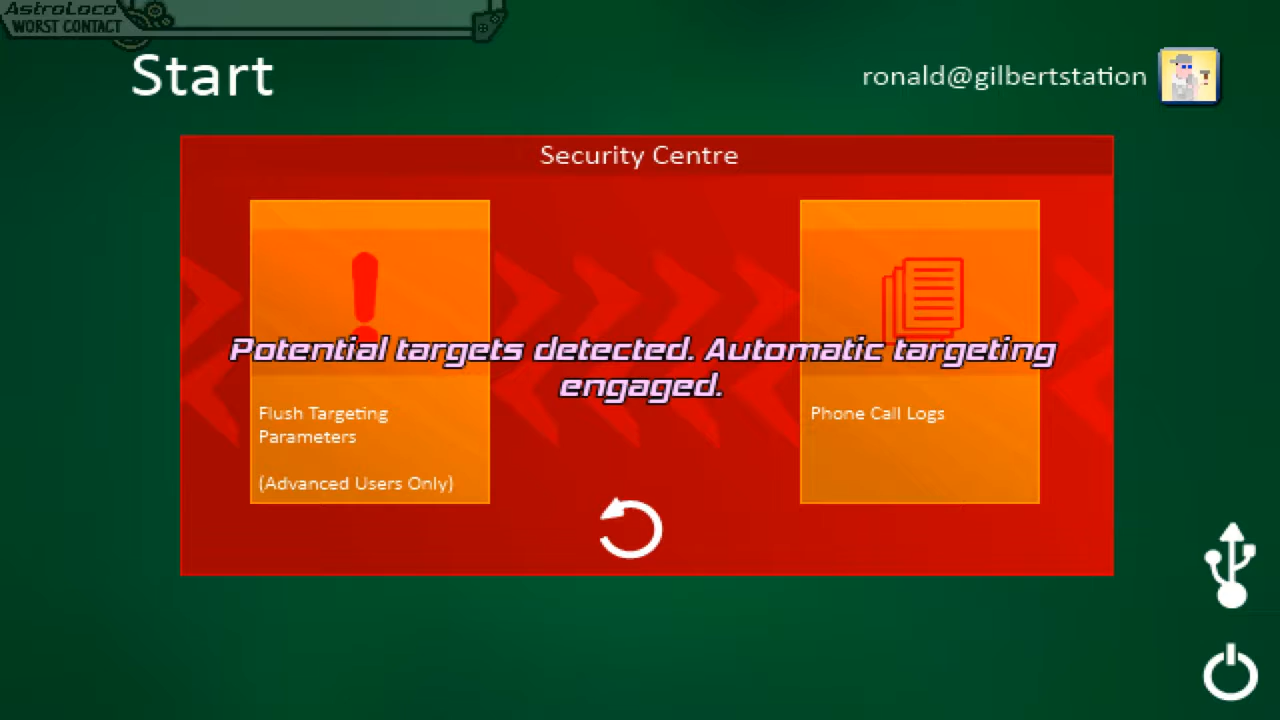 AstroLoco
WORST CONTACT
Start
ronald@gilbertstation
Security Centre
Potential targets detected. Automatic targeting
engaged.
Flush Targeting
Parameters
(Advanced Users Only)
Phone Call Logs